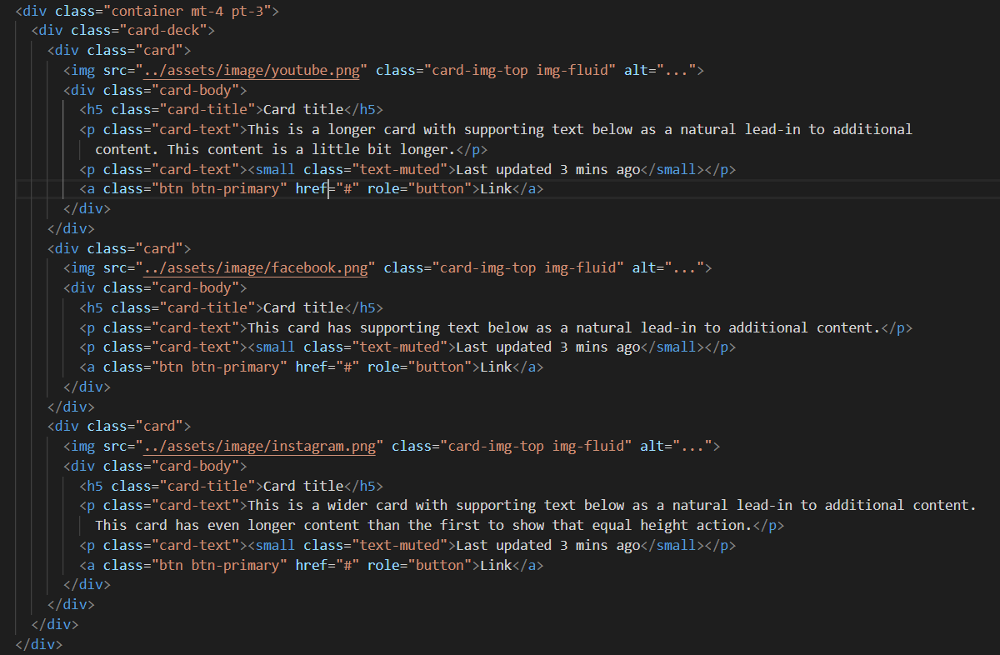 <div class="container mt-4 pt-3">
<div class="card-deck">
<div class="card">
<img src="../assets/image/youtube.png" class="card-img-top img-fluid" alt="...">
<div class="card-body">
<h5 class="card-title">Card title</h5>
<p class="card-text">This is a longer card with supporting text below as a natural lead-in to additional
content. This content is a little bit longer.</p>
<p class="card-text"><small class="text-muted">Last updated 3 mins ago</small></p>
<a class="btn btn-primary" href="#" role="button">Link</a>
</div>
</div>
<div class="card">
<img src="../assets/image/facebook.png" class="card-img-top img-fluid" alt="...">
<div class="card-body">
<h5 class="card-title">Card title</h5>
<p class="card-text">This card has supporting text below as a natural lead-in to additional content.</p>
<p class="card-text"><small class="text-muted">Last updated 3 mins ago</small></p>
<a class="btn btn-primary" href="#" role="button">Link</a>
</div>
</div>
<div class="card">
<img src="../assets/image/instagram.png" class="card-img-top img-fluid" alt="...">
<div class="card-body">
<h5 class="card-title">Card title</h5>
<p class="card-text">This is a wider card with supporting text below as a natural lead-in to additional content.
This card has even longer content than the first to show that equal height action.</p>
<p class="card-text"><small class="text-muted">Last updated 3 mins ago</small></p>
<a class="btn btn-primary" href="#" role="button">Link</a>
</div>
</div>
</div>
</div>